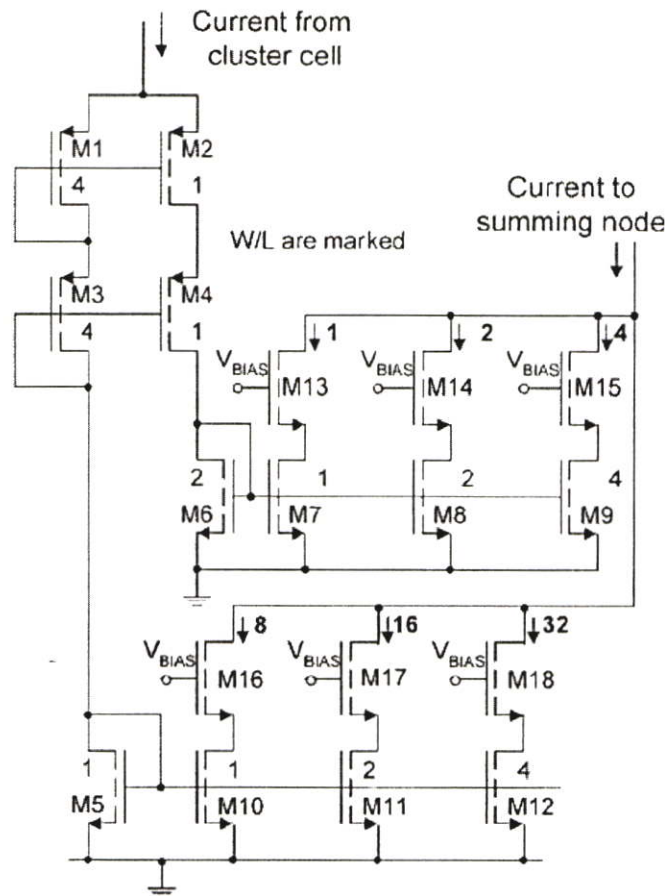 Current from
cluster cell
M1
M2
4
1
Current to
summing node
W/L are marked
M3
M4
4
1
1
2
4
VBIAS
VBIAS
VBIAS
M13
M14
M15
2
1
2
4
M6
M7
M8
M9
8
16
32
VBIAS
VBIAS
VBIAS
M16
M17
M18
1
1
2
4
M5
M10
M11
M12